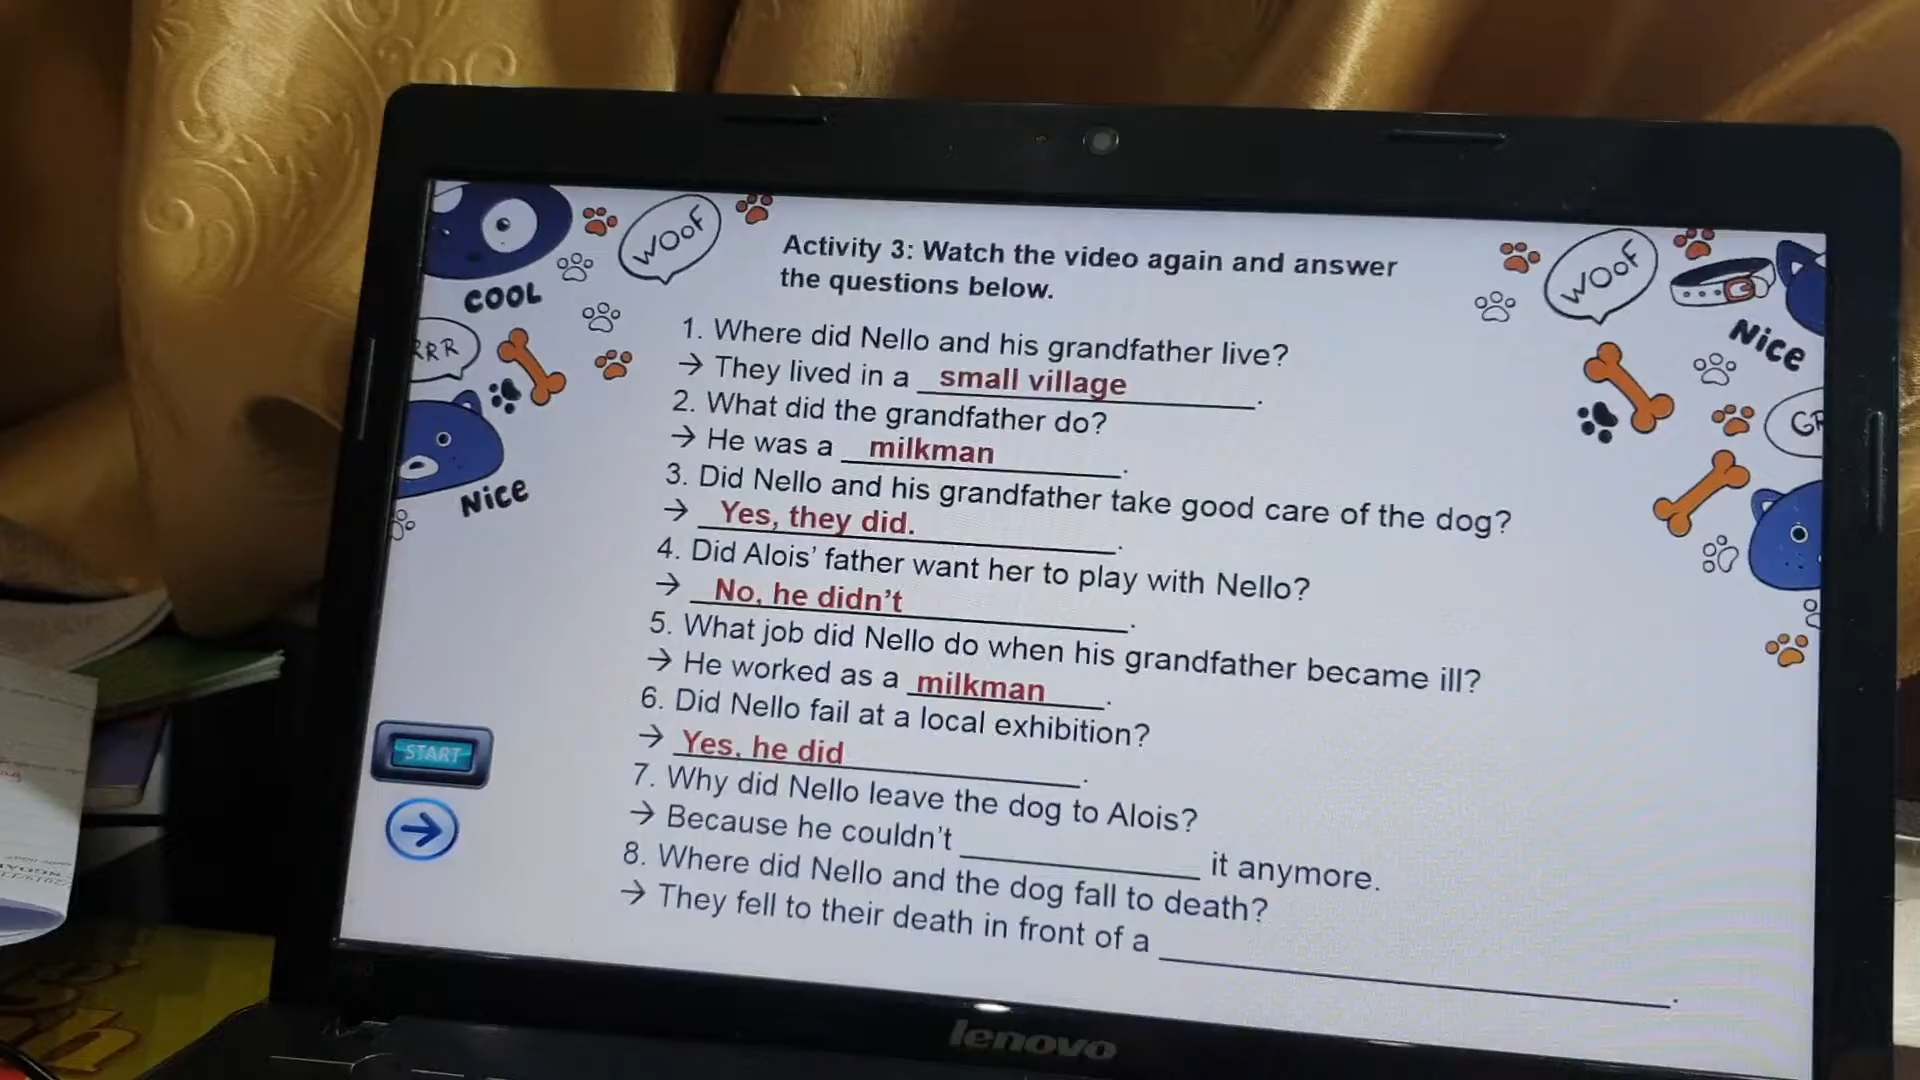 WOOF
COOL
RRR
Nice
WOOF
Nice
GR
Activity 3: Watch the video again and answer
the questions below.
1. Where did Nello and his grandfather live?
→ They lived in a small village.
2. What did the grandfather do?
→ He was a milkman.
3. Did Nello and his grandfather take good care of the dog?
→ Yes, they did..
4. Did Alois’ father want her to play with Nello?
→ No, he didn’t.
5. What job did Nello do when his grandfather became ill?
→ He worked as a milkman.
6. Did Nello fail at a local exhibition?
→ Yes, he did.
7. Why did Nello leave the dog to Alois?
→ Because he couldn’t ____________ it anymore.
8. Where did Nello and the dog fall to death?
→ They fell to their death in front of a ____________.
START
lenovo